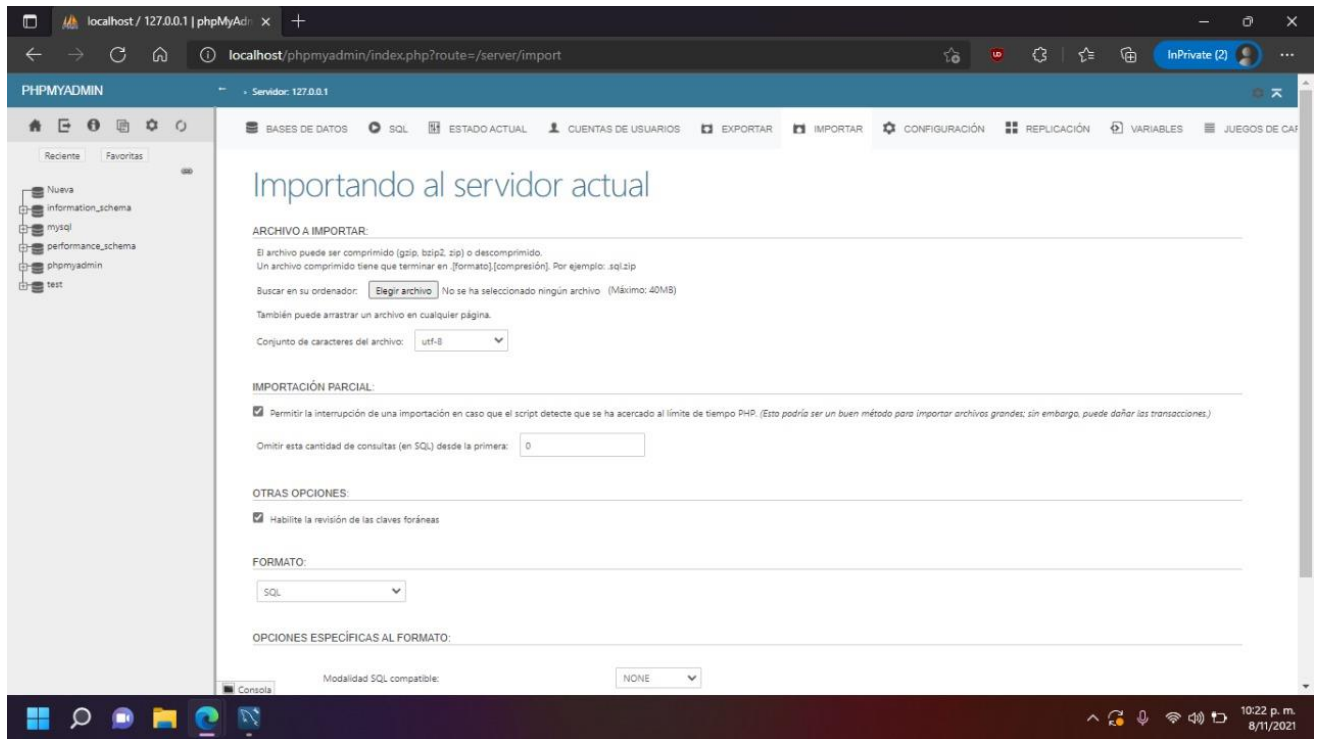 localhost / 127.0.0.1 | phpMyAdn
localhost/phpmyadmin/index.php?route=/server/import
InPrivate (2)
PHPMYADMIN
Servidor: 127.0.0.1
BASES DE DATOS SQL ESTADO ACTUAL CUENTAS DE USUARIOS EXPORTAR IMPORTAR CONFIGURACIÓN REPLICACIÓN VARIABLES JUEGOS DE CAR
Reciente Favoritas
Nueva
information_schema
mysql
performance_schema
phpmyadmin
test
Importando al servidor actual
ARCHIVO A IMPORTAR:
El archivo puede ser comprimido (gzip, bzip2, zip) o descomprimido.
Un archivo comprimido tiene que terminar en .[formato].[compresión]. Por ejemplo: .sql.zip
Buscar en su ordenador: Elegir archivo No se ha seleccionado ningún archivo (Máximo: 40MB)
También puede arrastrar un archivo en cualquier página.
Conjunto de caracteres del archivo: utf-8
IMPORTACIÓN PARCIAL:
Permitir la interrupción de una importación en caso que el script detecte que se ha acercado al límite de tiempo PHP. (Esto podría ser un buen método para importar archivos grandes; sin embargo, puede dañar las transacciones.)
Omitir esta cantidad de consultas (en SQL) desde la primera: 0
OTRAS OPCIONES:
Habilite la revisión de las claves foráneas
FORMATO:
SQL
OPCIONES ESPECÍFICAS AL FORMATO:
Modalidad SQL compatible: NONE
Consola
10:22 p. m.
8/11/2021